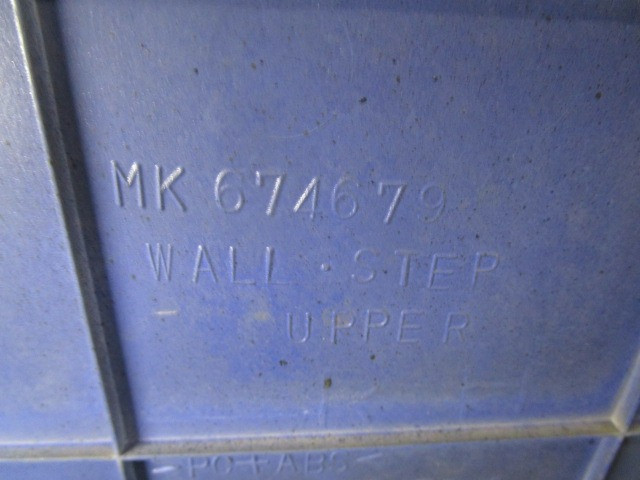 MK 674679
WALL · STEP
UPPER
>PC+ABS<